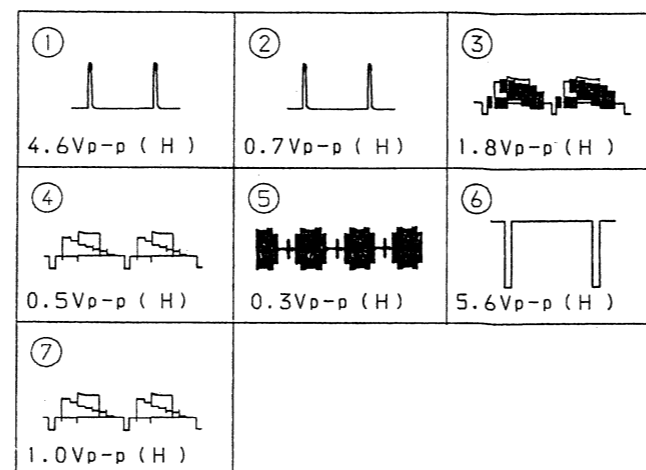 ① ② ③
4.6Vp-p (H) 0.7Vp-p (H) 1.8Vp-p (H)
④ ⑤ ⑥
0.5Vp-p (H) 0.3Vp-p (H) 5.6Vp-p (H)
⑦
1.0Vp-p (H)